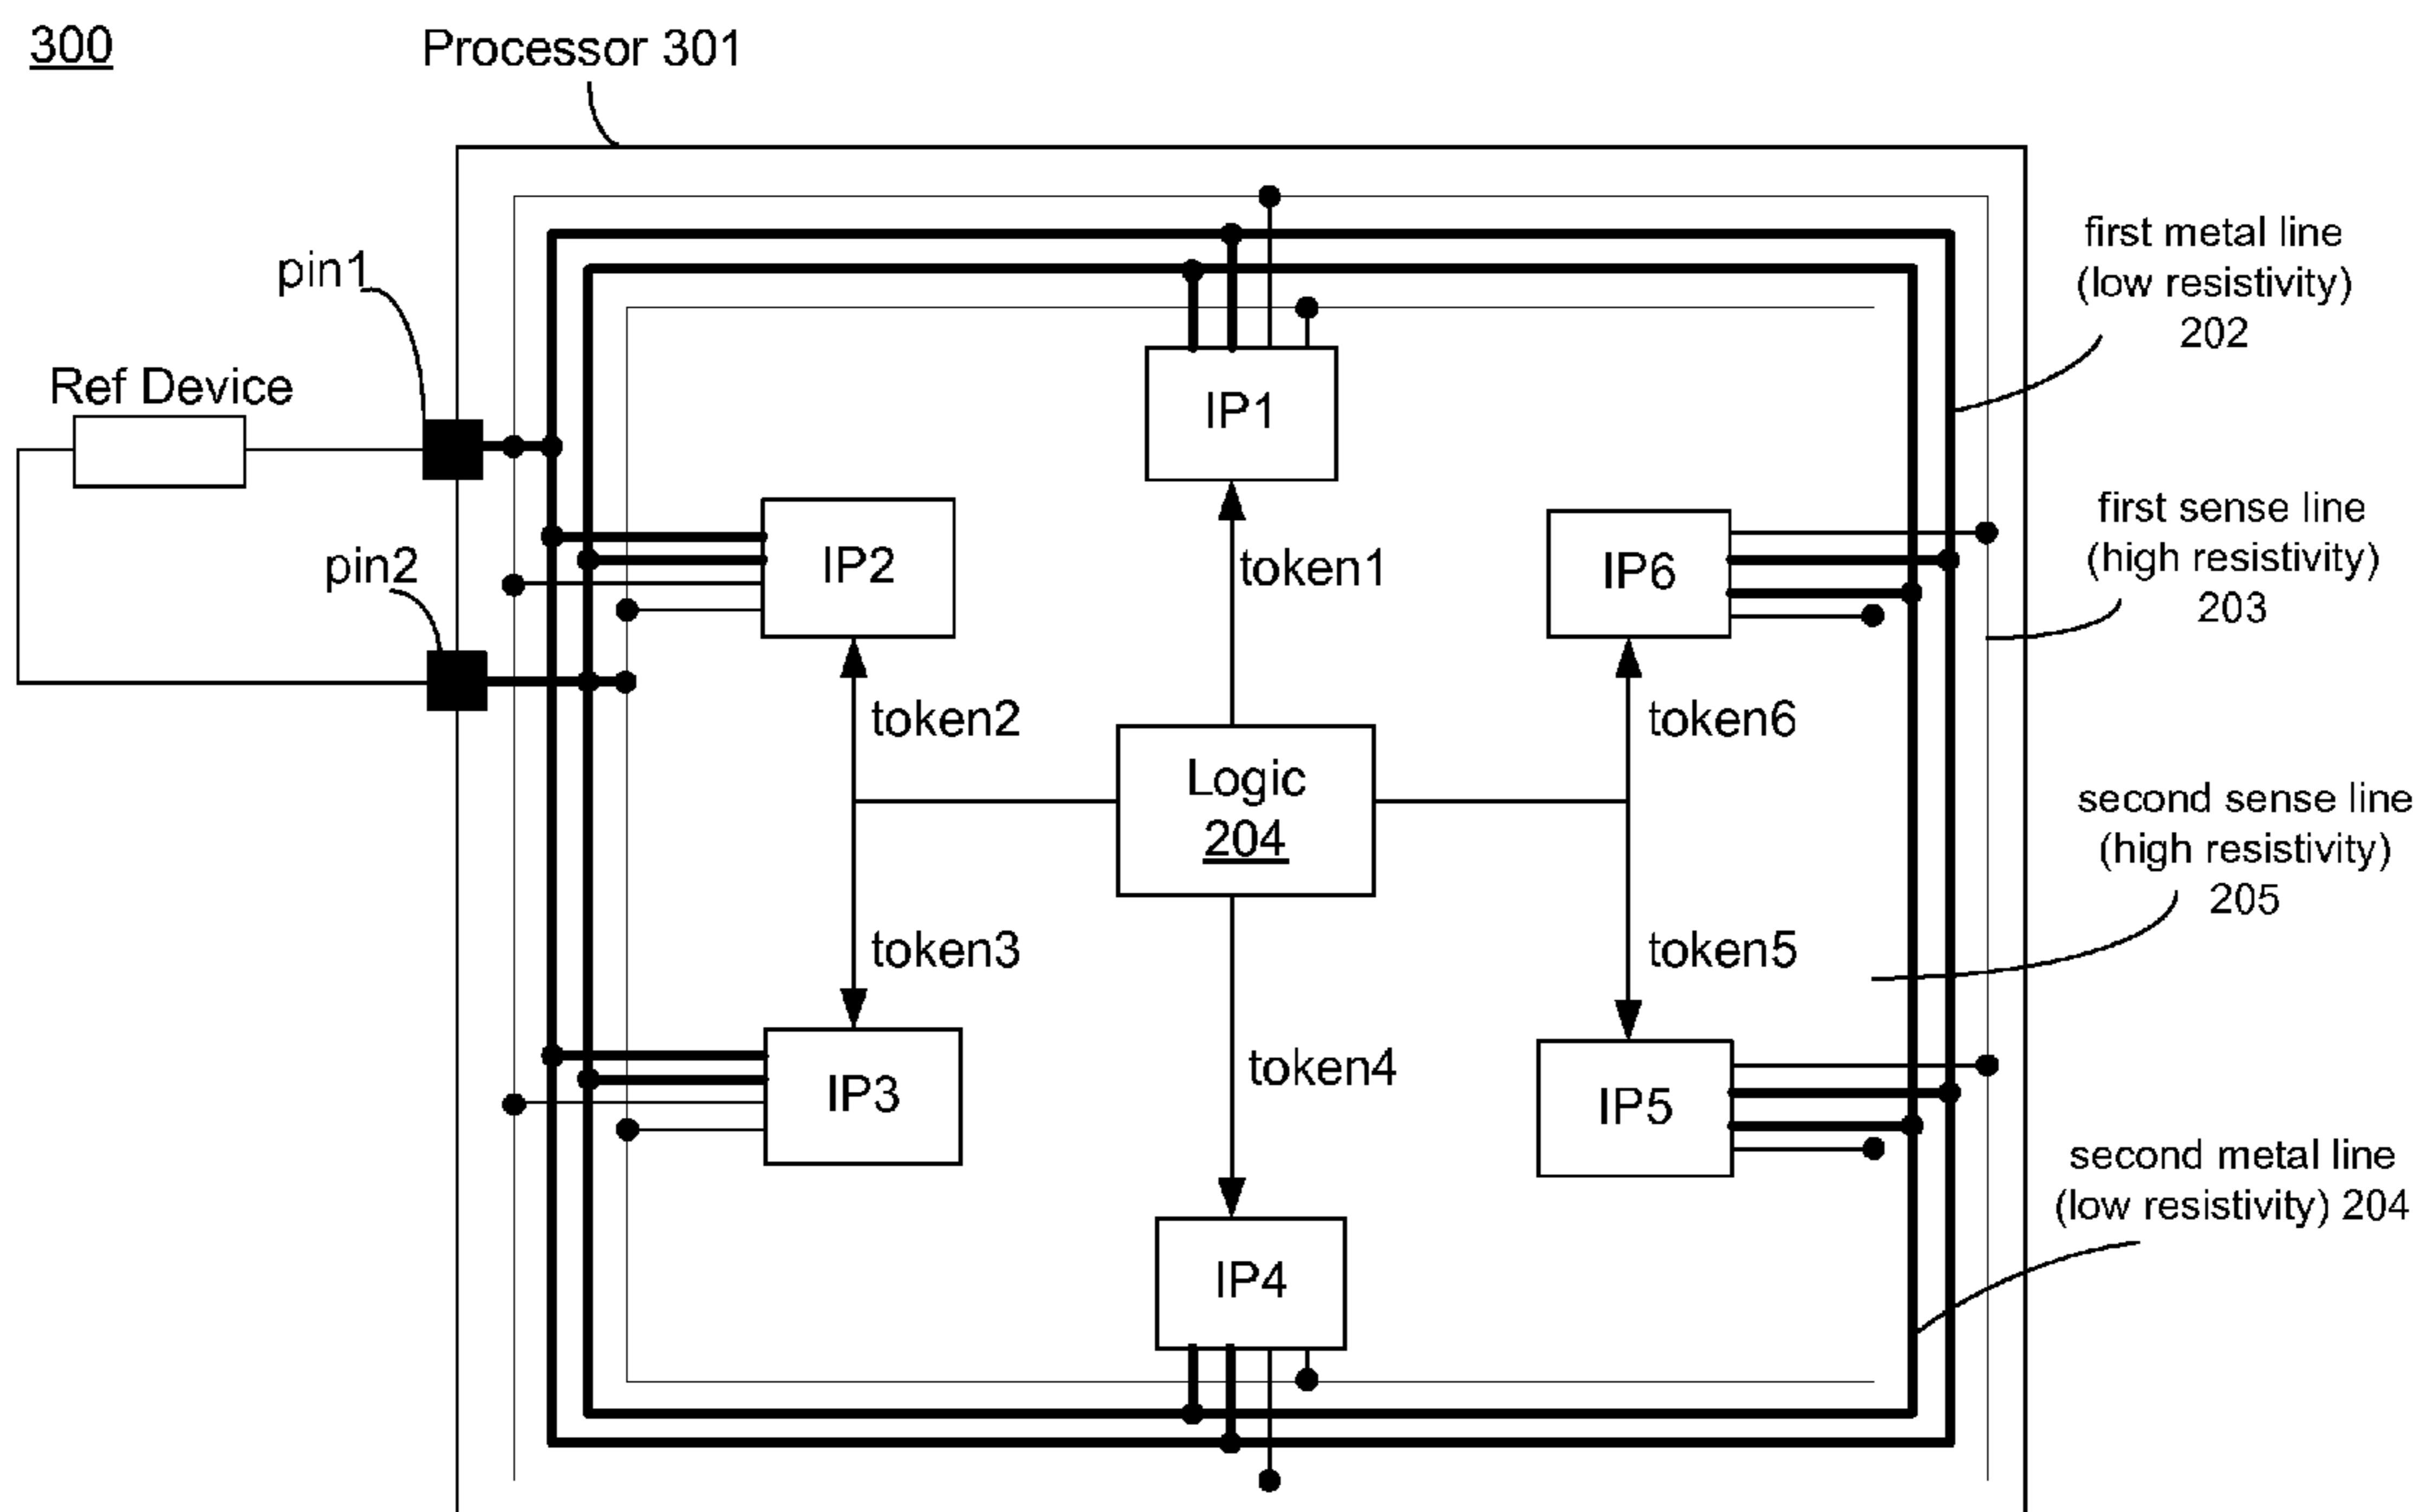 300
Processor 301
first metal line
(low resistivity)
202
pin1
Ref Device
IP1
first sense line
(high resistivity)
203
pin2
IP2
token1
IP6
token2
token6
Logic
204
second sense line
(high resistivity)
205
token3
token5
token4
IP3
IP5
second metal line
(low resistivity) 204
IP4